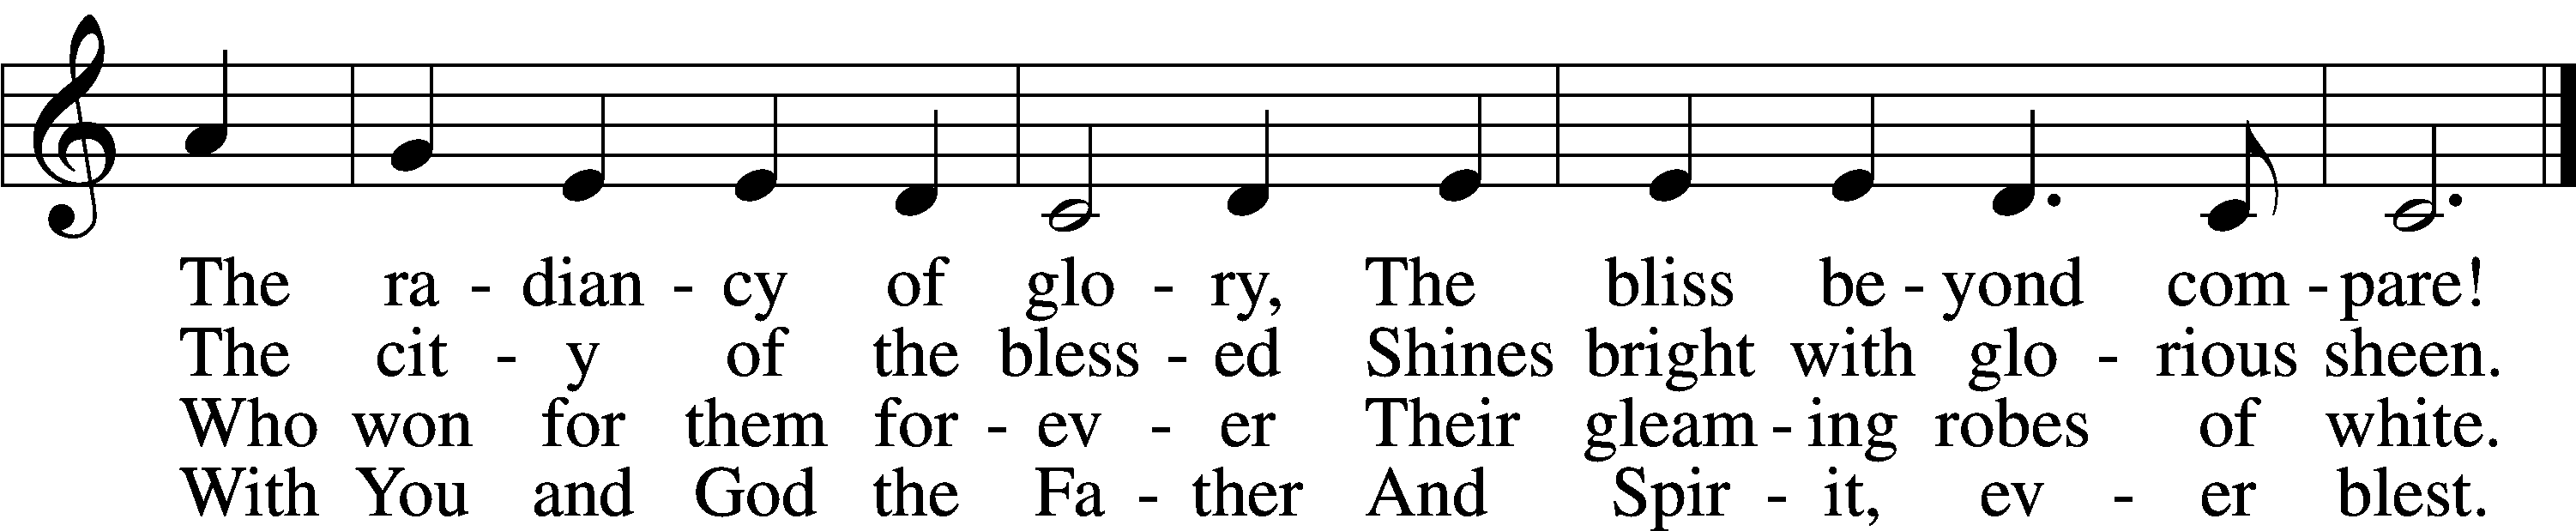 The ra - dian - cy of glo - ry, The bliss be - yond com - pare!
The cit - y of the bless - ed Shines bright with glo - rious sheen.
Who won for them for - ev - er Their gleam - ing robes of white.
With You and God the Fa - ther And Spir - it, ev - er blest.